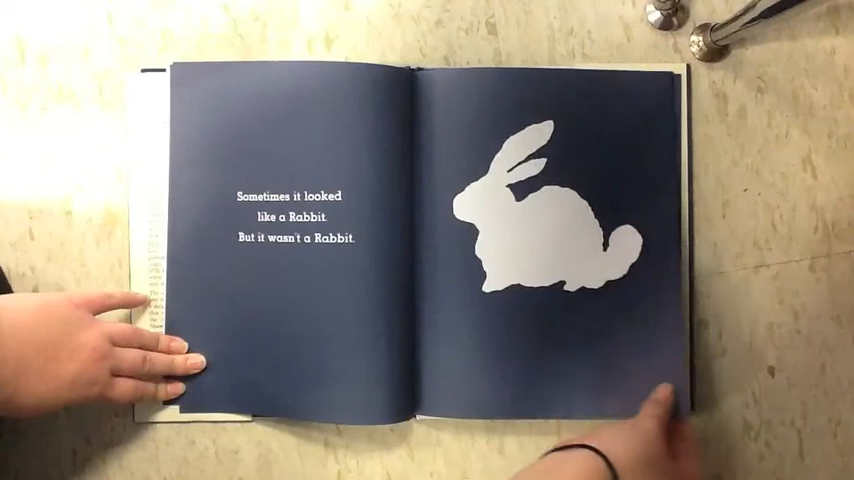 Sometimes it looked
like a Rabbit.
But it wasn't a Rabbit.